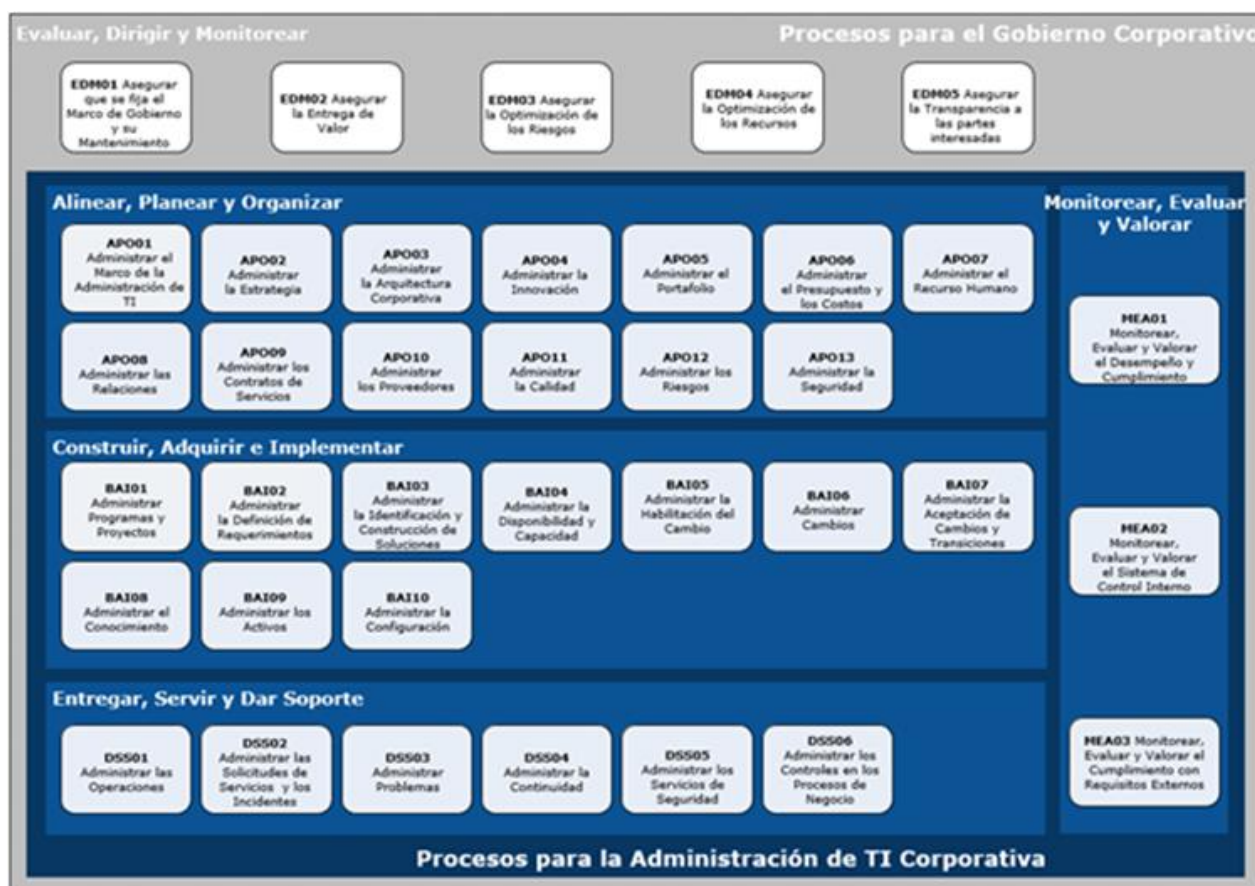 Evaluar, Dirigir y Monitorear
Procesos para el Gobierno Corporativo
EDM01 Asegurar
que se fija el
Marco de Gobierno
y su
Mantenimiento
EDM02 Asegurar
la Entrega de
Valor
EDM03 Asegurar
la Optimización de
los Riesgos
EDM04 Asegurar
la Optimización de
los Recursos
EDM05 Asegurar
la Transparencia a
las partes
interesadas
Alinear, Planear y Organizar
APO01
Administrar el
Marco de la
Administración de
TI
APO02
Administrar
la Estrategia
APO03
Administrar
la Arquitectura
Corporativa
APO04
Administrar la
Innovación
APO05
Administrar el
Portafolio
APO06
Administrar
el Presupuesto y
los Costos
APO07
Administrar el
Recurso Humano
APO08
Administrar las
Relaciones
APO09
Administrar los
Contratos de
Servicios
APO10
Administrar
los Proveedores
APO11
Administrar
la Calidad
APO12
Administrar los
Riesgos
APO13
Administrar la
Seguridad
Construir, Adquirir e Implementar
BAI01
Administrar
Programas y
Proyectos
BAI02
Administrar
la Definición de
Requerimientos
BAI03
Administrar
la Identificación y
Construcción de
Soluciones
BAI04
Administrar la
Disponibilidad y
Capacidad
BAI05
Administrar la
Habilitación del
Cambio
BAI06
Administrar
Cambios
BAI07
Administrar la
Aceptación de
Cambios y
Transiciones
BAI08
Administrar el
Conocimiento
BAI09
Administrar los
Activos
BAI10
Administrar la
Configuración
Entregar, Servir y Dar Soporte
DSS01
Administrar las
Operaciones
DSS02
Administrar las
Solicitudes de
Servicios y los
Incidentes
DSS03
Administrar
Problemas
DSS04
Administrar la
Continuidad
DSS05
Administrar los
Servicios de
Seguridad
DSS06
Administrar los
Controles en los
Procesos de
Negocio
Monitorear, Evaluar
y Valorar
MEA01
Monitorear,
Evaluar y Valorar
el Desempeño y
Cumplimiento
MEA02
Monitorear,
Evaluar y Valorar
el Sistema de
Control Interno
MEA03 Monitorear,
Evaluar y Valorar el
Cumplimiento con
Requisitos Externos
Procesos para la Administración de TI Corporativa